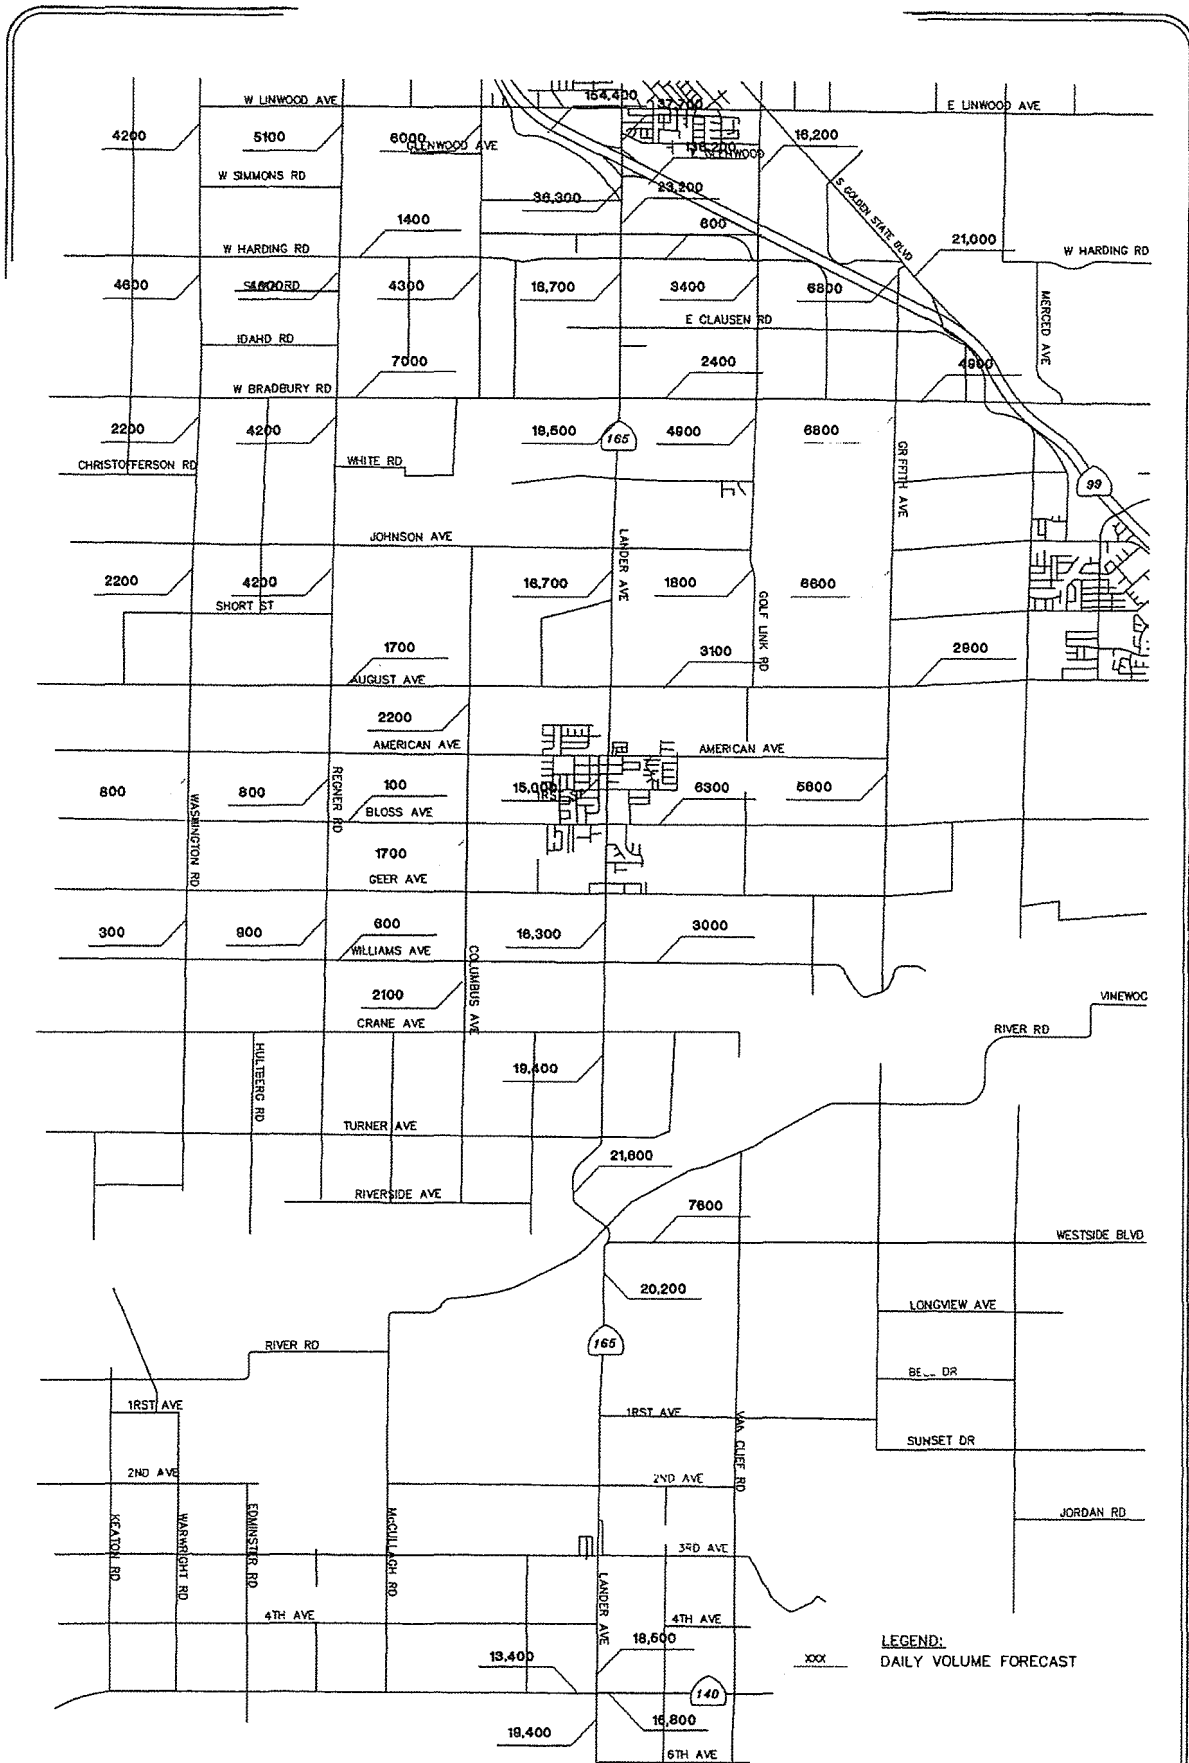 154,400
37,700
W LINWOOD AVE
E LINWOOD AVE
4200
5100
6000
GLENWOOD AVE
16,200
GLENWOOD
W SIMMONS RD
36,300
23,200
S GOLDEN STATE BLVD
1400
600
21,000
W HARDING RD
W HARDING RD
4600
4300
16,700
3400
6800
MERCED AVE
E CLAUSEN RD
IDAHO RD
7000
2400
4900
W BRADBURY RD
2200
4200
19,500
165
4900
6800
GRIFFITH AVE
CHRISTOFFERSON RD
WHITE RD
99
JOHNSON AVE
LANDER AVE
2200
4200
16,700
1800
6600
SHORT ST
GOLF LINK RD
1700
3100
2900
AUGUST AVE
2200
AMERICAN AVE
AMERICAN AVE
REGNER RD
800
800
100
15,000
6300
5800
BLOSS AVE
WASHINGTON RD
1700
GEER AVE
300
900
600
16,300
3000
WILLIAMS AVE
COLUMBUS AVE
2100
VINEWOO
CRANE AVE
RIVER RD
HULTBERG RD
19,400
TURNER AVE
21,600
RIVERSIDE AVE
7600
WESTSIDE BLVD
20,200
LONGVIEW AVE
165
RIVER RD
DR
1RST AVE
1RST AVE
VAN CLIEF RD
SUNSET DR
2ND AVE
2ND AVE
KEATON RD
WARWRIGHT RD
EDMINSTER RD
McCULLAGH RD
JORDAN RD
3RD AVE
LANDER AVE
4TH AVE
4TH AVE
18,500
LEGEND:
XXX DAILY VOLUME FORECAST
13,400
140
19,400
16,800
6TH AVE